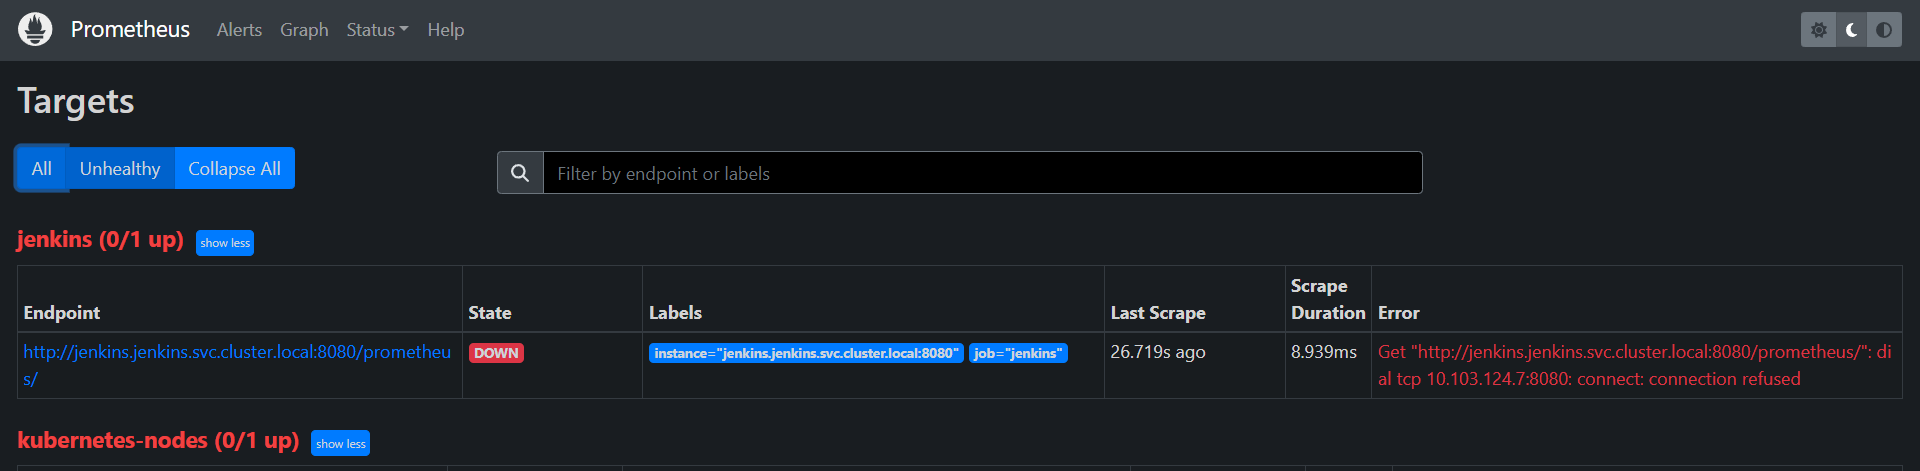 Prometheus Alerts Graph Status Help
Targets
All Unhealthy Collapse All
Filter by endpoint or labels
jenkins (0/1 up) show less
Endpoint State Labels Last Scrape Scrape Duration Error
http://jenkins.jenkins.svc.cluster.local:8080/prometheu
s/
DOWN
instance="jenkins.jenkins.svc.cluster.local:8080" job="jenkins"
26.719s ago
8.939ms
Get "http://jenkins.jenkins.svc.cluster.local:8080/prometheus/": di
al tcp 10.103.124.7:8080: connect: connection refused
kubernetes-nodes (0/1 up) show less